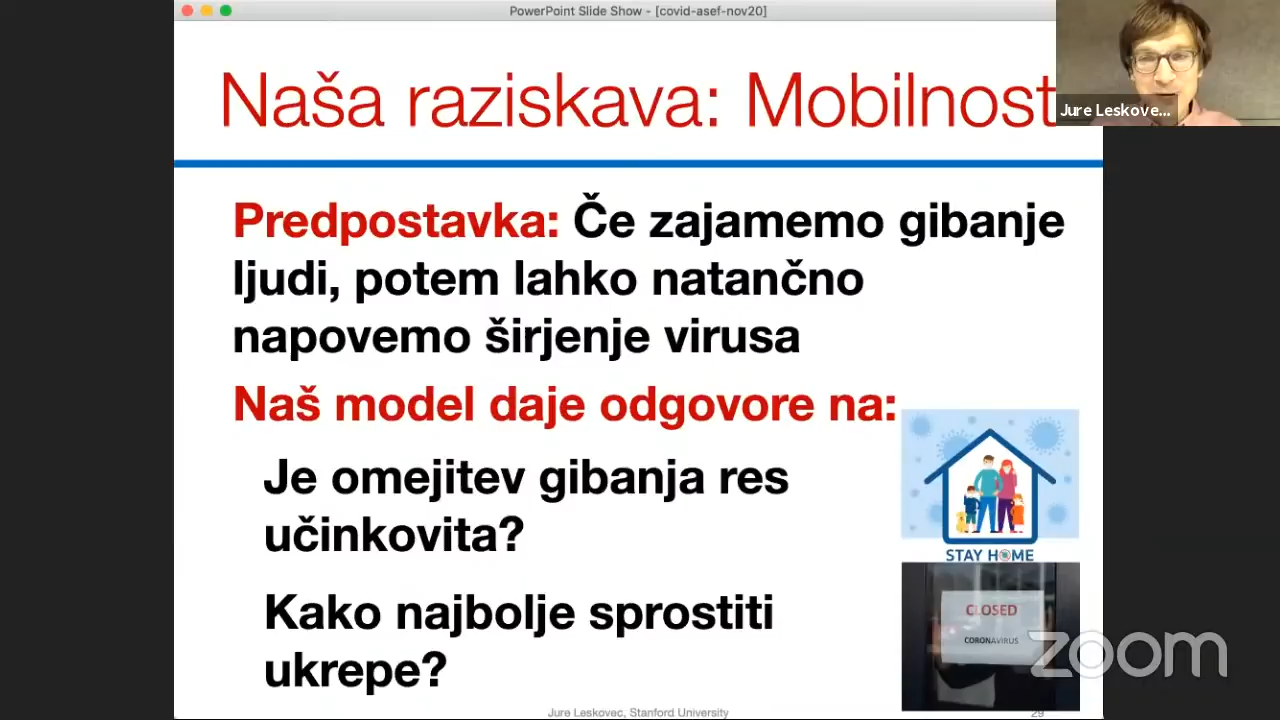 PowerPoint Slide Show - [covid-asef-nov20]
Naša raziskava: Mobilnost
Jure Leskove...
Predpostavka: Če zajamemo gibanje
ljudi, potem lahko natančno
napovemo širjenje virusa
Naš model daje odgovore na:
Je omejitev gibanja res
učinkovita?
Kako najbolje sprostiti
ukrepe?
STAY HOME
CLOSED
CORONAVIRUS
zoom
Jure Leskovec, Stanford University
29